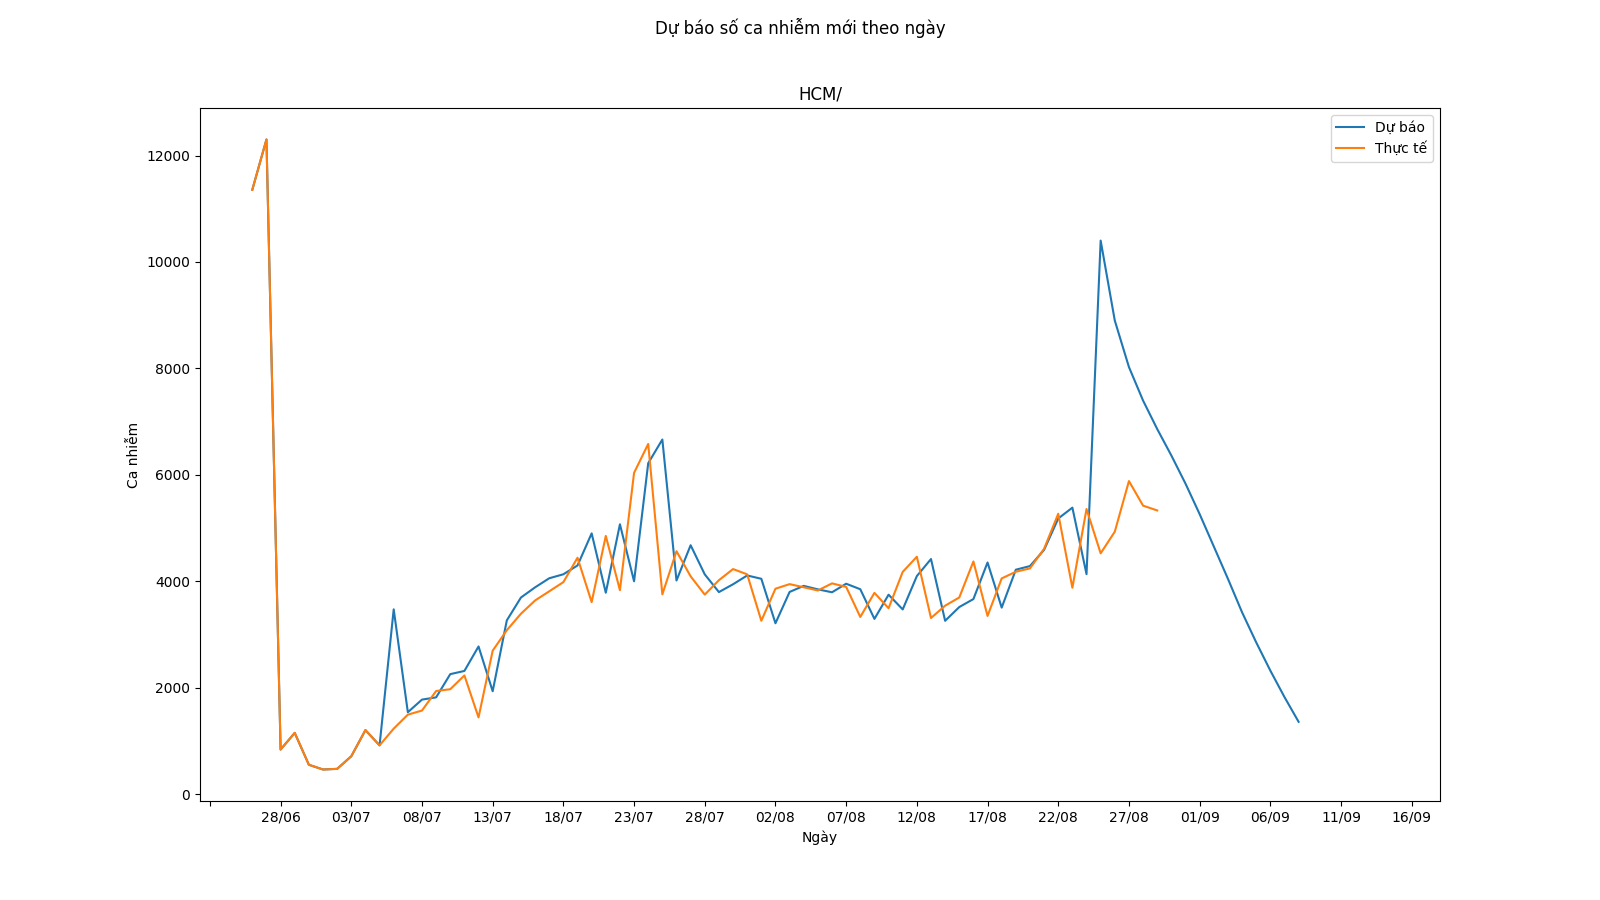 Dự báo số ca nhiễm mới theo ngày
HCM/
Dự báo
Thực tế
12000
10000
8000
6000
4000
2000
0
Ca nhiễm
28/06 03/07 08/07 13/07 18/07 23/07 28/07 02/08 07/08 12/08 17/08 22/08 27/08 01/09 06/09 11/09 16/09
Ngày